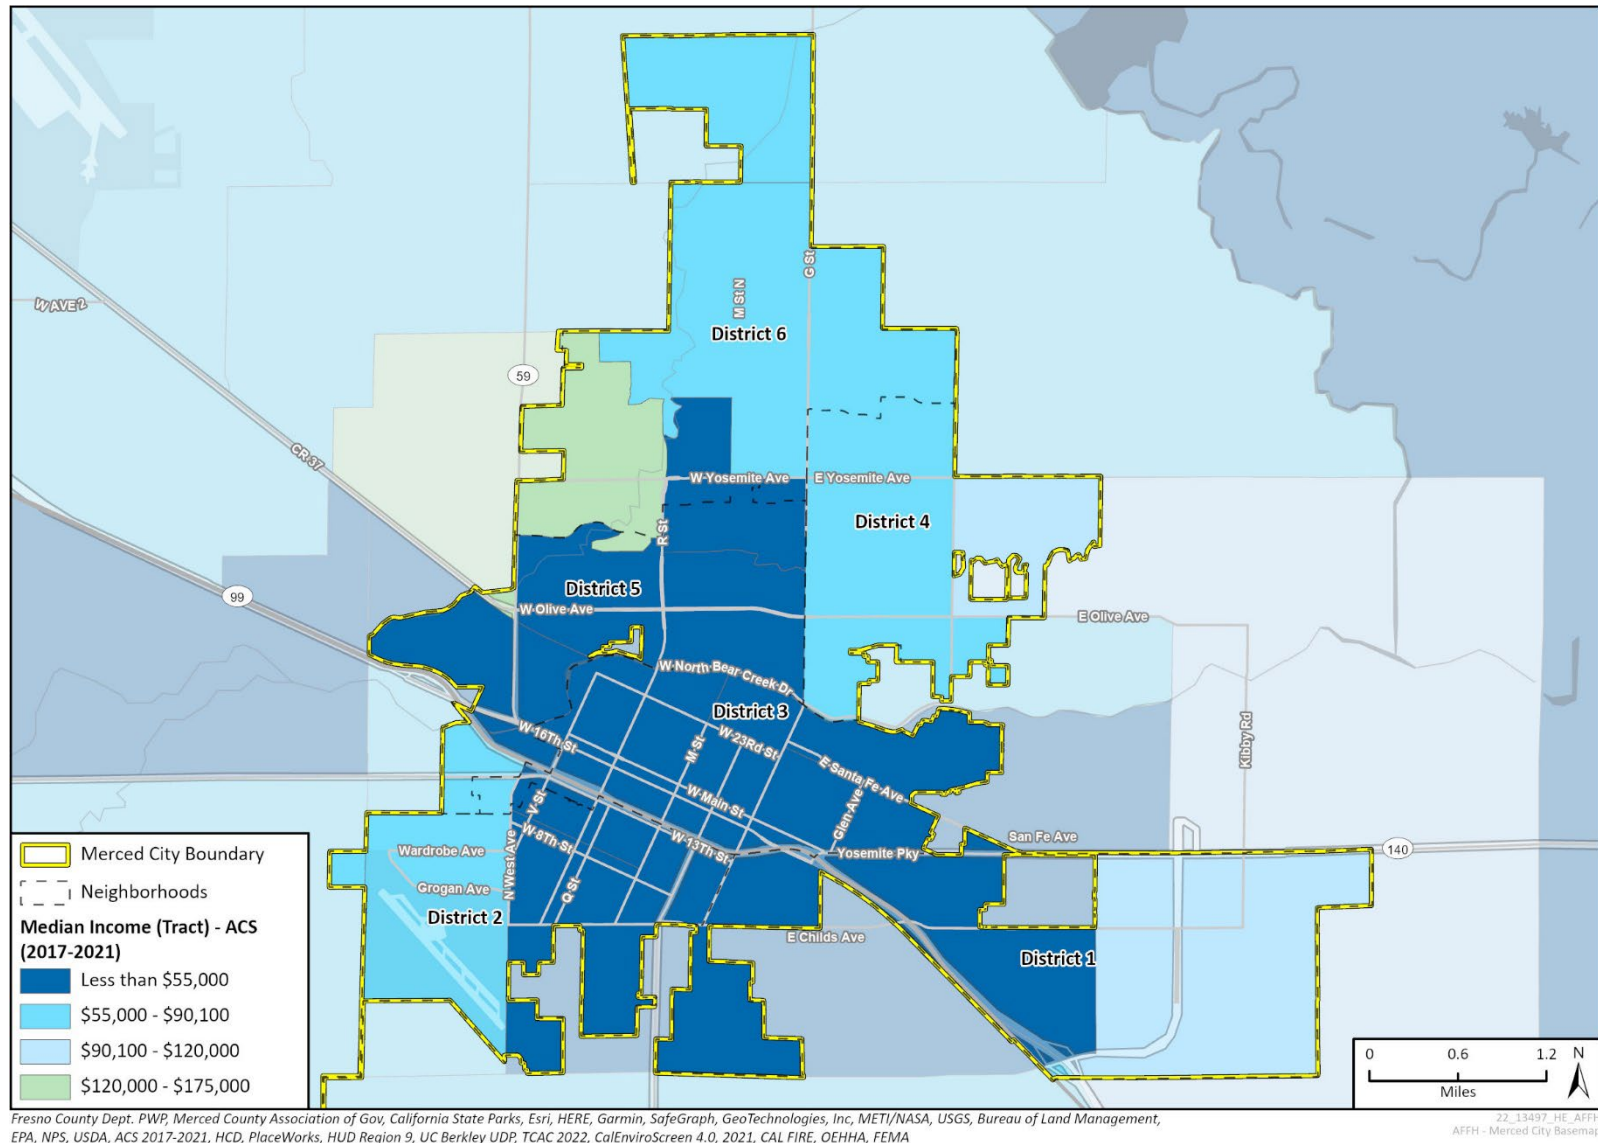 W AVE 2
59
G St
M St N
District 6
CR 37
W Yosemite Ave
E Yosemite Ave
District 4
R St
District 5
99
W Olive Ave
E Olive Ave
W North Bear Creek Dr
District 3
Kibby Rd
W 16Th St
M St
W 23Rd St
E Santa Fe Ave
V St
W Main St
Glen Ave
San Fe Ave
W 8Th St
W 13Th St
Yosemite Pky
140
Wardrobe Ave
N West Ave
Grogan Ave
Q St
District 2
E Childs Ave
District 1
Merced City Boundary
Neighborhoods
Median Income (Tract) - ACS
(2017-2021)
Less than $55,000
$55,000 - $90,100
$90,100 - $120,000
$120,000 - $175,000
0 0.6 1.2 N
Miles
Fresno County Dept. PWP, Merced County Association of Gov, California State Parks, Esri, HERE, Garmin, SafeGraph, GeoTechnologies, Inc, METI/NASA, USGS, Bureau of Land Management,
EPA, NPS, USDA, ACS 2017-2021, HCD, PlaceWorks, HUD Region 9, UC Berkley UDP, TCAC 2022, CalEnviroScreen 4.0, 2021, CAL FIRE, OEHHA, FEMA
22_13497_HE_AFFH
AFFH - Merced City Basemap